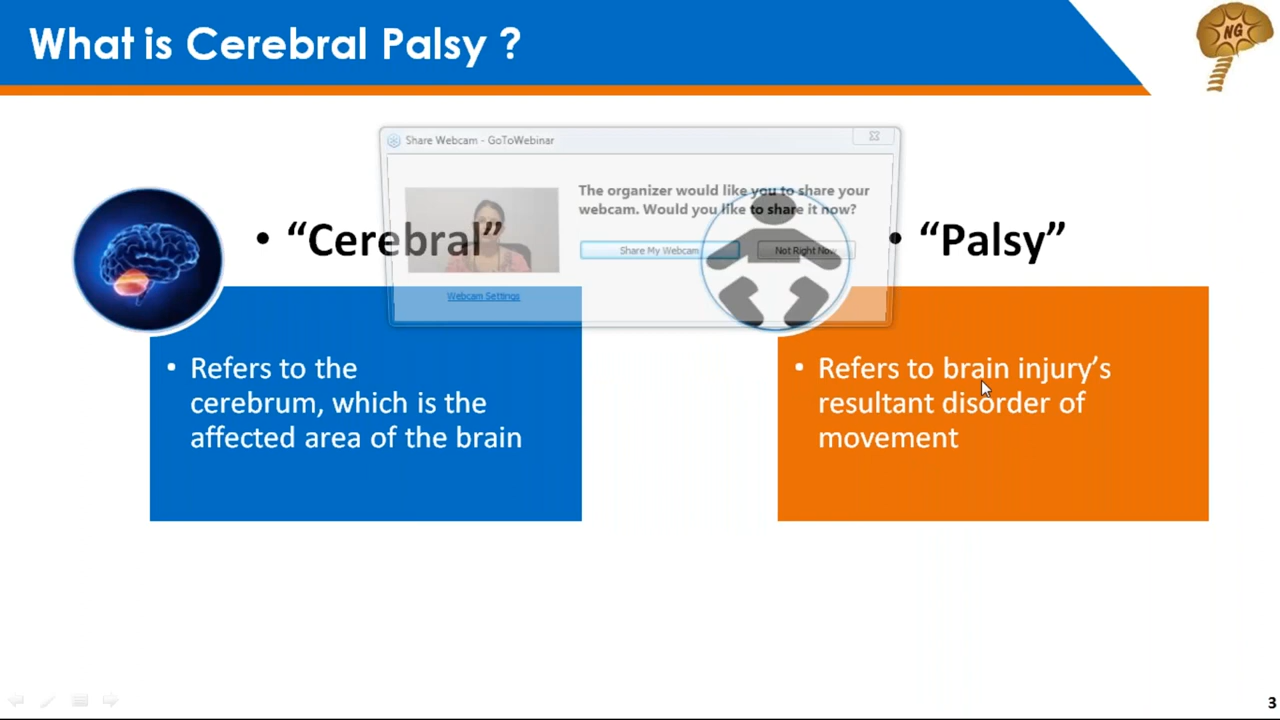 What is Cerebral Palsy ?
NG
Share Webcam - GoToWebinar
The organizer would like you to share your
webcam. Would you like to share it now?
Share My Webcam
Not Right Now
Webcam Settings
• “Cerebral”
• Refers to the
cerebrum, which is the
affected area of the brain
• “Palsy”
• Refers to brain injury’s
resultant disorder of
movement
3